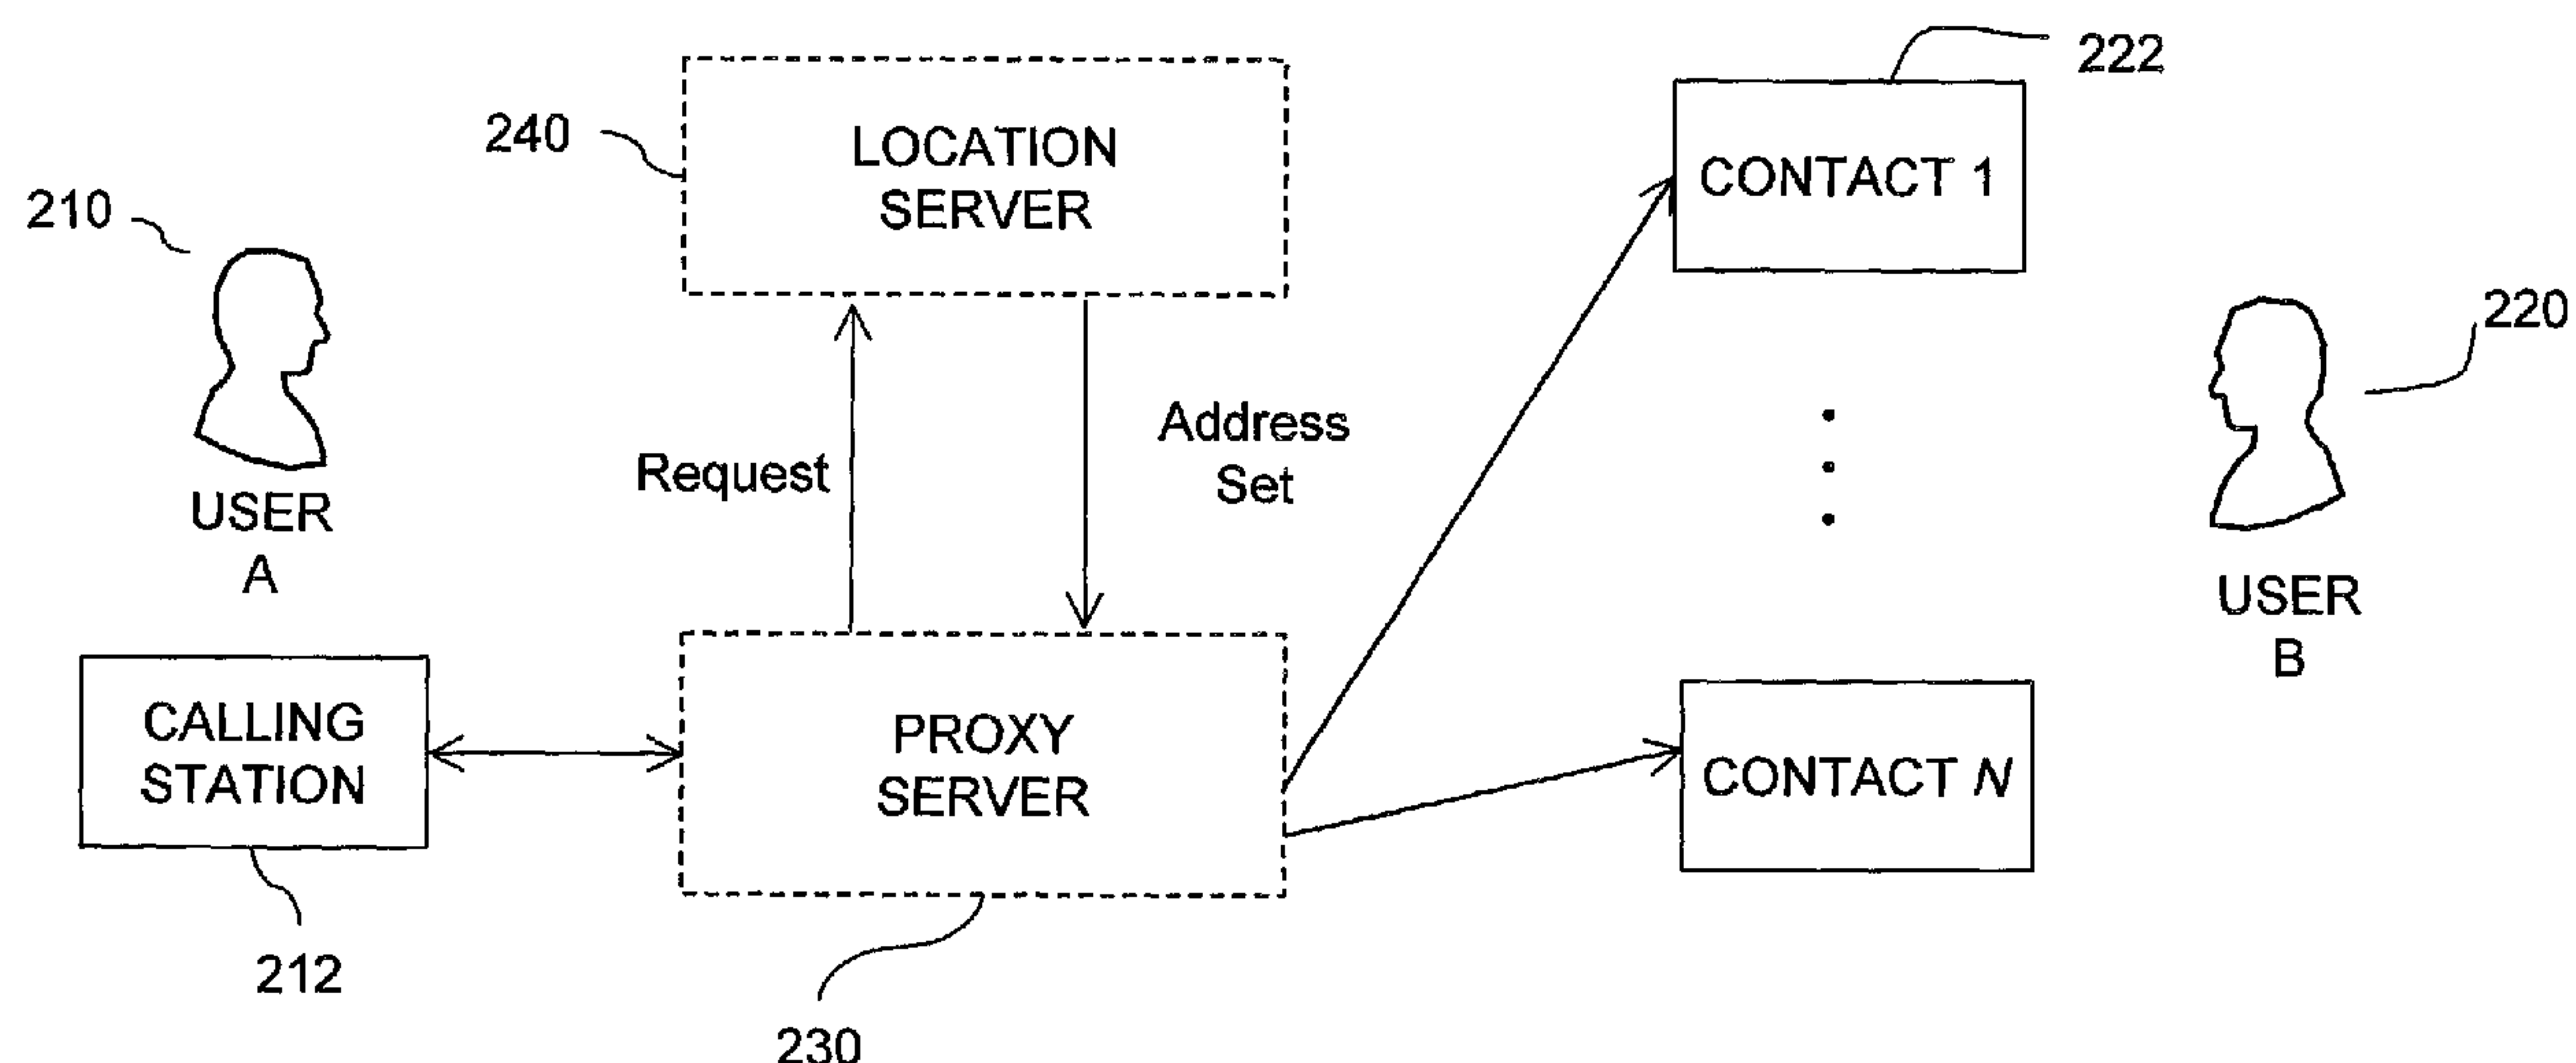 222
240
LOCATION
SERVER
CONTACT 1
210
220
USER
A
Request
Address
Set
USER
B
CALLING
STATION
PROXY
SERVER
CONTACT N
212
230